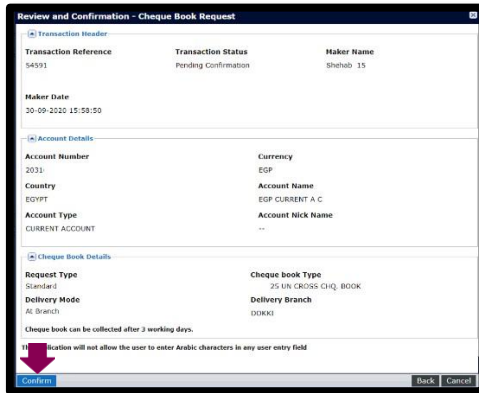 Review and Confirmation - Cheque Book Request
Transaction Header
Transaction Reference Transaction Status Maker Name
54591 Pending Confirmation Shehab 15
Maker Date
30-09-2020 15:58:50
Account Details
Account Number Currency
2031 EGP
Country Account Name
EGYPT EGP CURRENT A C
Account Type Account Nick Name
CURRENT ACCOUNT --
Cheque Book Details
Request Type Cheque book Type
Standard 25 UN CROSS CHQ. BOOK
Delivery Mode Delivery Branch
At Branch DOKKI
Cheque book can be collected after 3 working days.
will not allow the user to enter Arabic characters in any user entry field
Confirm Back Cancel